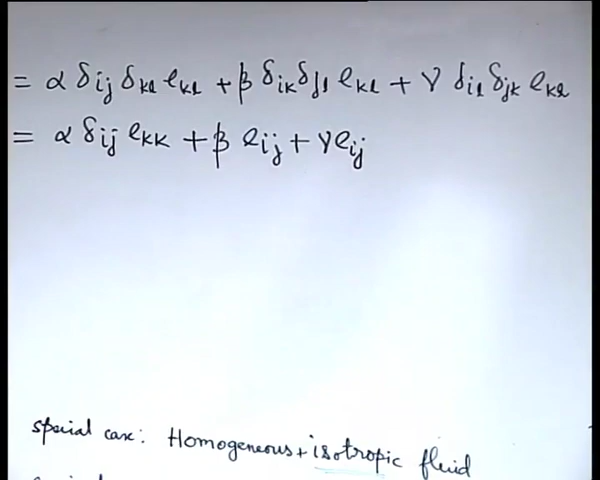 = α δij δkl ekl + β δik δjl ekl + γ δil δjk ekl
= α δij ekk + β eij + γ eij
special case: Homogeneous + isotropic fluid